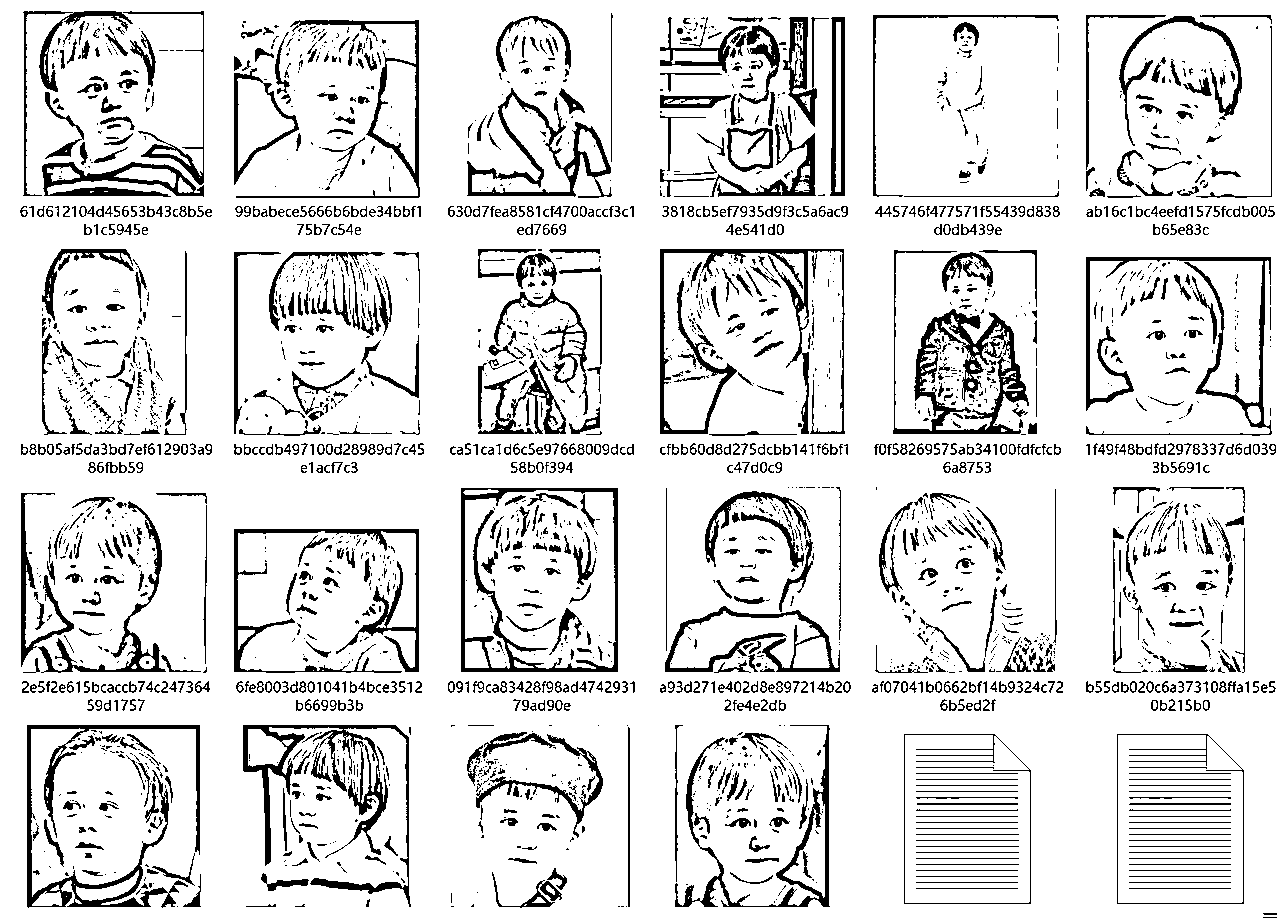 61d612104d45653b43c8b5e 99babece5666b6bde34bbf1 630d7fea8581cf4700accf3c1 3818cb5ef7935d9f3c5a6ac9 445746f477571f55439d838 ab16c1bc4eefd1575fcdb005
b1c5945e 75b7c54e ed7669 4e541d0 d0db439e b65e83c
b8b05af5da3bd7ef612903a9 bbccdb497100d28989d7c45 ca51ca1d6c5e97668009dcd cfbb60d8d275dcbb141f6bf1 f0f58269575ab34100fdfcfcb 1f49f48bdfd2978337d6d039
86fbb59 e1acf7c3 58b0f394 c47d0c9 6a8753 3b5691c
2e5f2e615bcaccb74c247364 6fe8003d801041b4bce3512 091f9ca83428f98ad4742931 a93d271e402d8e897214b20 af07041b0662bf14b9324c72 b55db020c6a373108ffa15e5
59d1757 b6699b3b 79ad90e 2fe4e2db 6b5ed2f 0b215b0